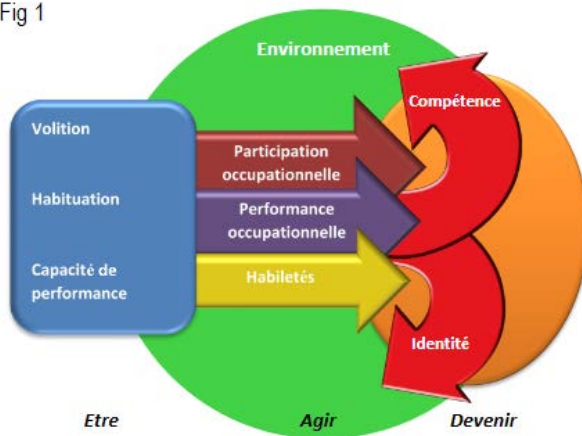 Fig 1
Environnement
Compétence
Volition
Participation
occupationnelle
Habituation
Performance
occupationnelle
Capacité de
performance
Habiletés
Identité
Etre
Agir
Devenir